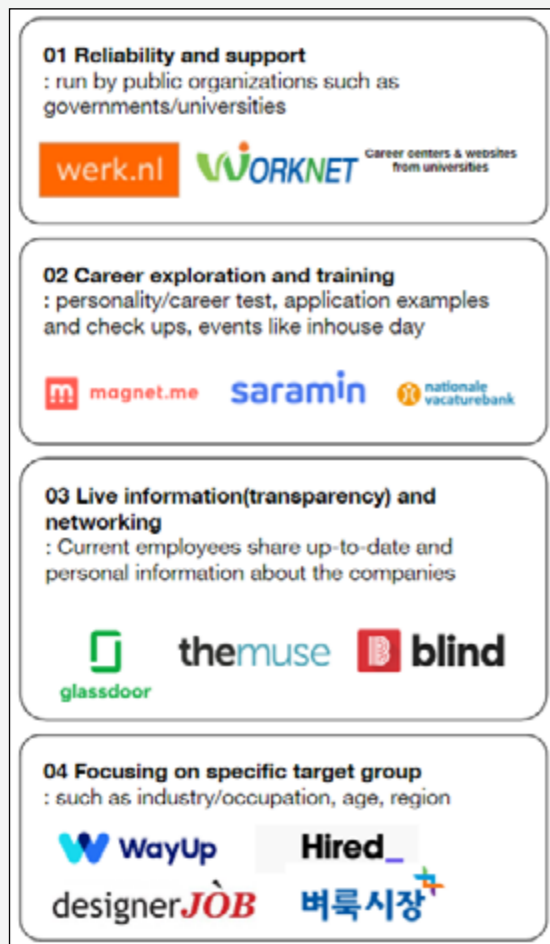 01 Reliability and support
: run by public organizations such as
governments/universities
werk.nl
WORKNET
Career centers & websites
from universities
02 Career exploration and training
: personality/career test, application examples
and check ups, events like inhouse day
m magnet.me
saramin
nationale
vacaturebank
03 Live information(transparency) and
networking
: Current employees share up-to-date and
personal information about the companies
glassdoor
themuse
B blind
04 Focusing on specific target group
: such as industry/occupation, age, region
WayUp
Hired_
designerJÒB
벼룩시장